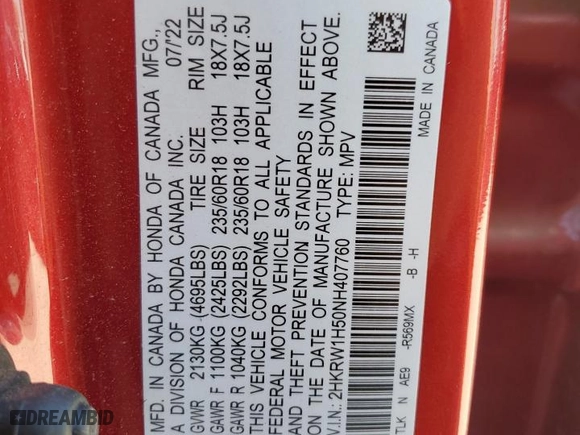 MFD. IN CANADA BY HONDA OF CANADA MFG.,
A DIVISION OF HONDA CANADA INC. 07/'22
GVWR 2130KG (4695LBS) TIRE SIZE RIM SIZE
GAWR F 1100KG (2425LBS) 235/60R18 103H 18X7.5J
GAWR R 1040KG (2292LBS) 235/60R18 103H 18X7.5J
THIS VEHICLE CONFORMS TO ALL APPLICABLE
FEDERAL MOTOR VEHICLE SAFETY
AND THEFT PREVENTION STANDARDS IN EFFECT
ON THE DATE OF MANUFACTURE SHOWN ABOVE.
V.I.N.: 2HKRW1H50NH407760 TYPE: MPV
TLK N AE9 -R569MX -B -H MADE IN CANADA
DREAMBID